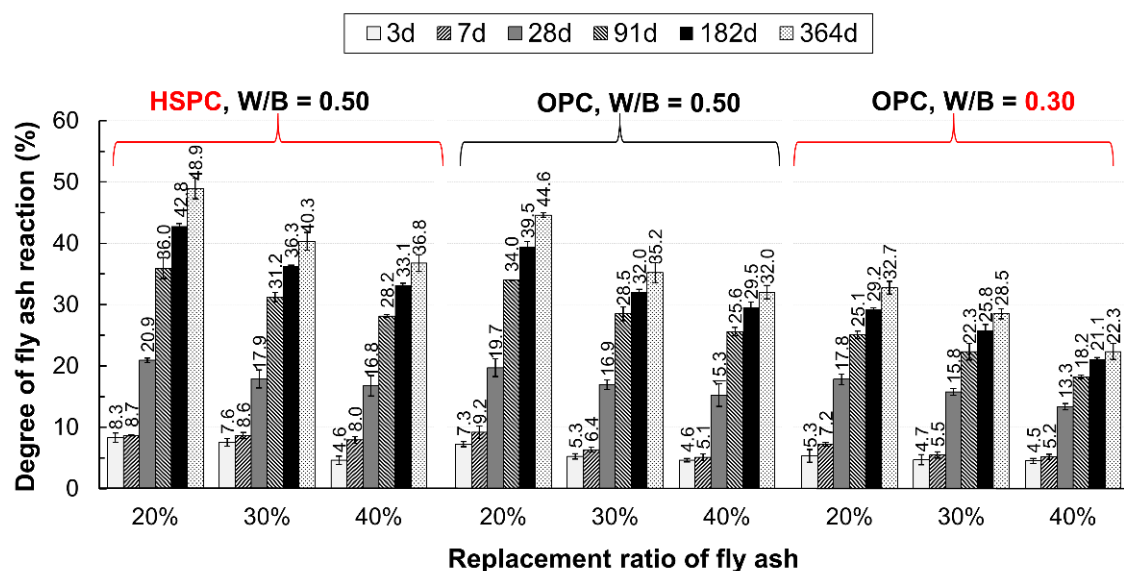 3d 7d 28d 91d 182d 364d
HSPC, W/B = 0.50 OPC, W/B = 0.50 OPC, W/B = 0.30
Degree of fly ash reaction (%)
60
50
40
30
20
10
0
8.3 8.7 20.9 36.0 42.8 48.9
7.6 8.6 17.9 31.2 36.3 40.3
4.6 8.0 16.8 28.2 33.1 36.8
7.3 9.2 19.7 34.0 39.5 44.6
5.3 6.4 16.9 28.5 32.0 35.2
4.6 5.1 15.3 25.6 29.5 32.0
5.3 7.2 17.8 25.1 29.2 32.7
4.7 5.5 15.8 22.3 25.8 28.5
4.5 5.2 13.3 18.2 21.1 22.3
20% 30% 40% 20% 30% 40% 20% 30% 40%
Replacement ratio of fly ash